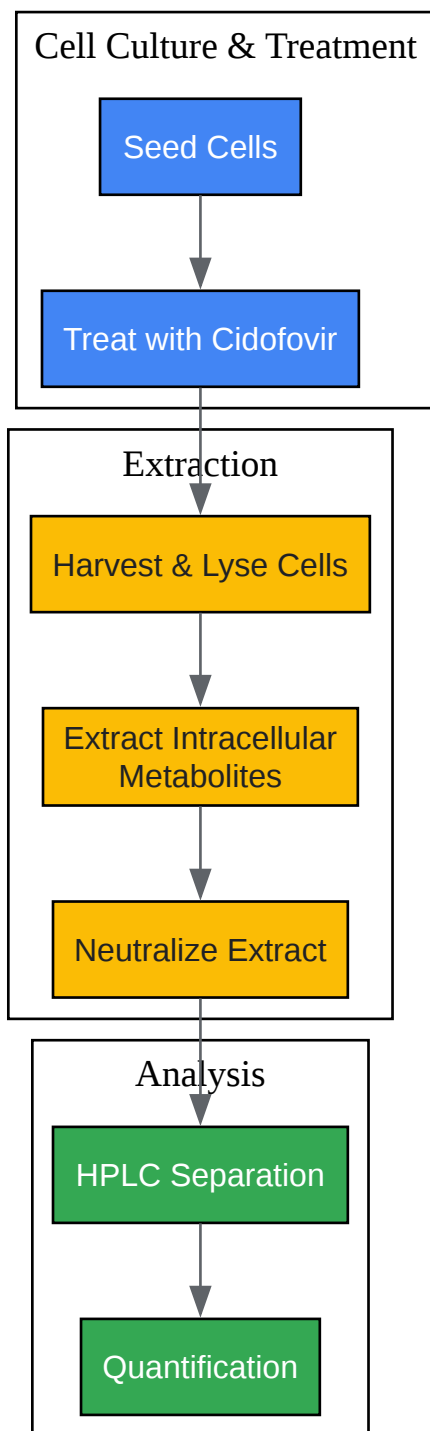 Cell Culture & Treatment
Seed Cells
Treat with Cidofovir
Extraction
Harvest & Lyse Cells
Extract Intracellular
Metabolites
Neutralize Extract
Analysis
HPLC Separation
Quantification